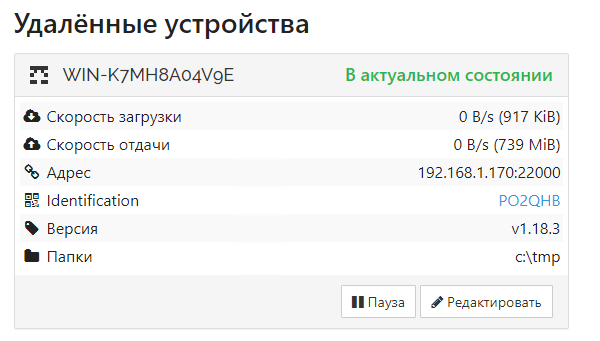 Удалённые устройства
WIN-K7MH8A04V9E В актуальном состоянии
Скорость загрузки 0 B/s (917 KiB)
Скорость отдачи 0 B/s (739 MiB)
Адрес 192.168.1.170:22000
Identification PO2QHB
Версия v1.18.3
Папки c:\tmp
Пауза Редактировать